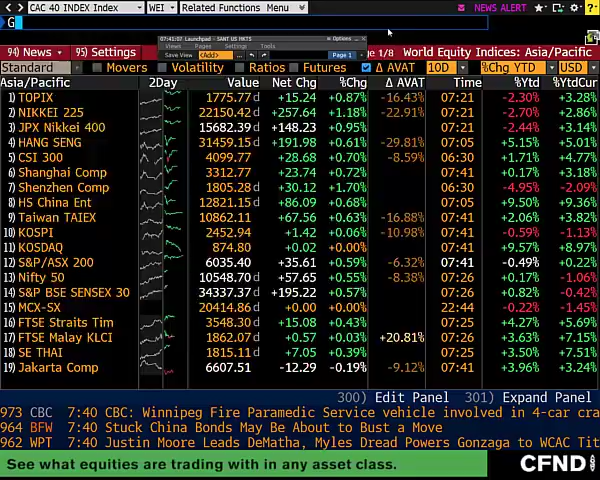 CAC 40 INDEX Index WEI Related Functions Menu NEWS ALERT
G
07:41:07 Launchpad - SANT US HKTS Options
Views Pages Settings Tools
94) News 95) Settings Page 1 Page 1/8 World Equity Indices: Asia/Pacific
Standard Movers Volatility Ratios Futures Δ AVAT 10D %Chg YTD USD
Asia/Pacific 2Day Value Net Chg %Chg Δ AVAT Time %Ytd %YtdCur
1) TOPIX 1775.77 d +15.24 +0.87% -16.43% 07:21 -2.30% +3.28%
2) NIKKEI 225 22150.42 d +257.64 +1.18 -22.91% 07:21 -2.70% +2.86
3) JPX Nikkei 400 15682.39 d +148.23 +0.95% 07:21 -2.44% +3.14
4) HANG SENG 31459.15 d +191.98 +0.61 -29.81% 07:05 +5.15% +5.01
5) CSI 300 4099.77 +28.68 +0.70% -8.59% 06:30 +1.71% +4.77
6) Shanghai Comp 3312.77 +23.74 +0.72 07:41 +0.17% +3.18
7) Shenzhen Comp 1805.28 d +30.12 +1.70% 06:30 -4.95% -2.09
8) HS China Ent 12821.15 d +86.09 +0.68 07:05 +9.50% +9.36
9) Taiwan TAIEX 10862.11 +67.56 +0.63 -16.88% 07:41 +2.06% +3.82
10) KOSPI 2452.94 +1.42 +0.06 -10.98% 07:41 -0.59% -1.13
11) KOSDAQ 874.80 +0.02 +0.00 07:41 +9.57% +8.97
12) S&P/ASX 200 6035.40 +35.61 +0.59 -6.32% 07:41 -0.49% +0.22
13) Nifty 50 10548.70 d +57.65 +0.55 -8.38% 07:26 +0.17% -1.06
14) S&P BSE SENSEX 30 34337.37 d +195.22 +0.57 07:26 +0.82% -0.42
15) MCX-SX 20414.86 d +0.00 +0.00 22:44 -0.22% -1.45
16) FTSE Straits Tim 3548.30 d +15.08 +0.43 07:25 +4.27% +5.69
17) FTSE Malay KLCI 1862.07 d +0.57 +0.03 +20.81% 07:26 +3.63% +7.15
18) SE THAI 1815.11 d +7.05 +0.39 07:25 +3.50% +7.51
19) Jakarta Comp 6607.51 -12.29 -0.19% -9.12% 07:41 +3.96% +3.24
300) Edit Panel 301) Expand Panel
973 CBC 7:40 CBC: Winnipeg Fire Paramedic Service vehicle involved in 4-car cra
964 BFW 7:40 Stuck China Bonds May Be About to Bust a Move
962 WPT 7:40 Justin Moore Leads DeMatha, Myles Dread Powers Gonzaga to WCAC Tit
See what equities are trading with in any asset class. CFND